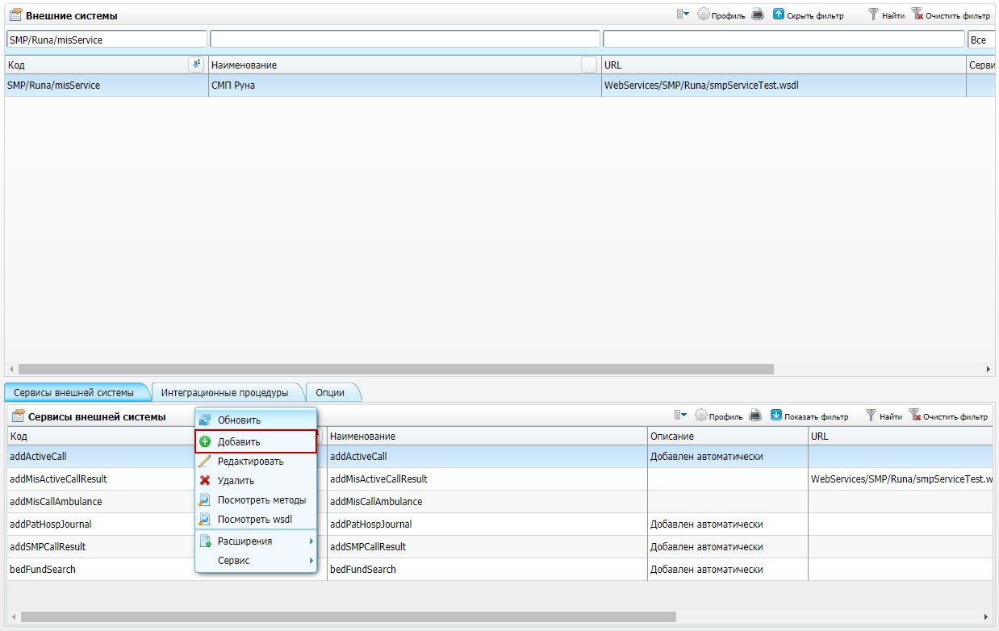 Внешние системы Профиль Скрыть фильтр Найти Очистить фильтр
SMP/Runa/misService Все
Код Наименование URL Серви
SMP/Runa/misService СМП Руна WebServices/SMP/Runa/smpServiceTest.wsdl
Сервисы внешней системы Интеграционные процедуры Опции
Сервисы внешней системы Профиль Показать фильтр Найти Очистить фильтр
Обновить
Код Наименование Описание URL
Добавить
addActiveCall addActiveCall Добавлен автоматически
Редактировать
addMisActiveCallResult addMisActiveCallResult WebServices/SMP/Runa/smpServiceTest.w
Удалить
addMisCallAmbulance addMisCallAmbulance
Посмотреть методы
addPatHospJournal addPatHospJournal Добавлен автоматически
Посмотреть wsdl
addSMPCallResult addSMPCallResult Добавлен автоматически
Расширения
bedFundSearch bedFundSearch Добавлен автоматически
Сервис